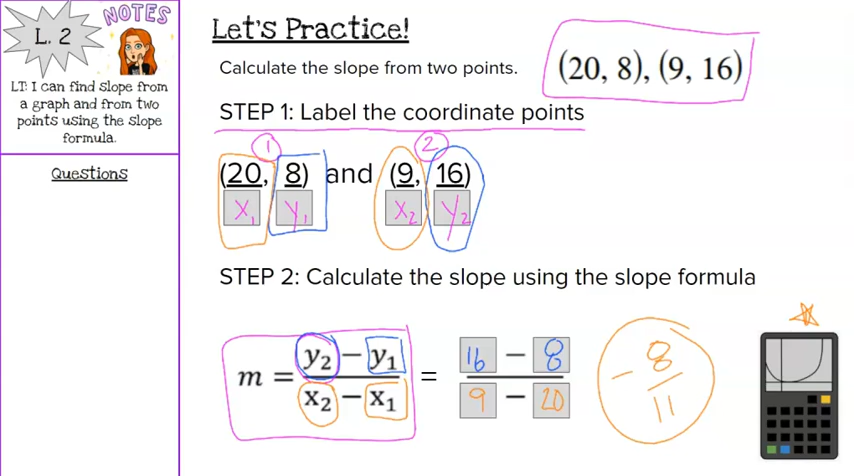 NOTES
L. 2
LT: I can find slope from
a graph and from two
points using the slope
formula.
Questions
Let's Practice!
Calculate the slope from two points.
(20, 8), (9, 16)
STEP 1: Label the coordinate points
1 2
(20, 8) and (9, 16)
x₁ y₁ x₂ y₂
STEP 2: Calculate the slope using the slope formula
m = y₂ − y₁ / x₂ − x₁ = 16 − 8 / 9 − 20
− 8 / 11